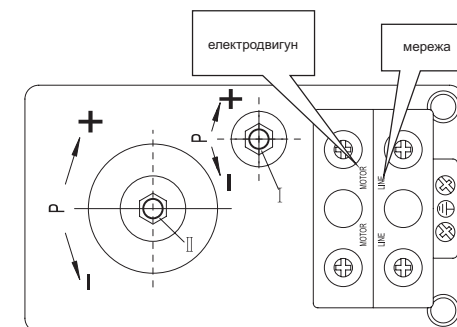 електродвигун
мережа
+
+
P
P
-
-
I
II
MOTOR
LINE
MOTOR
LINE